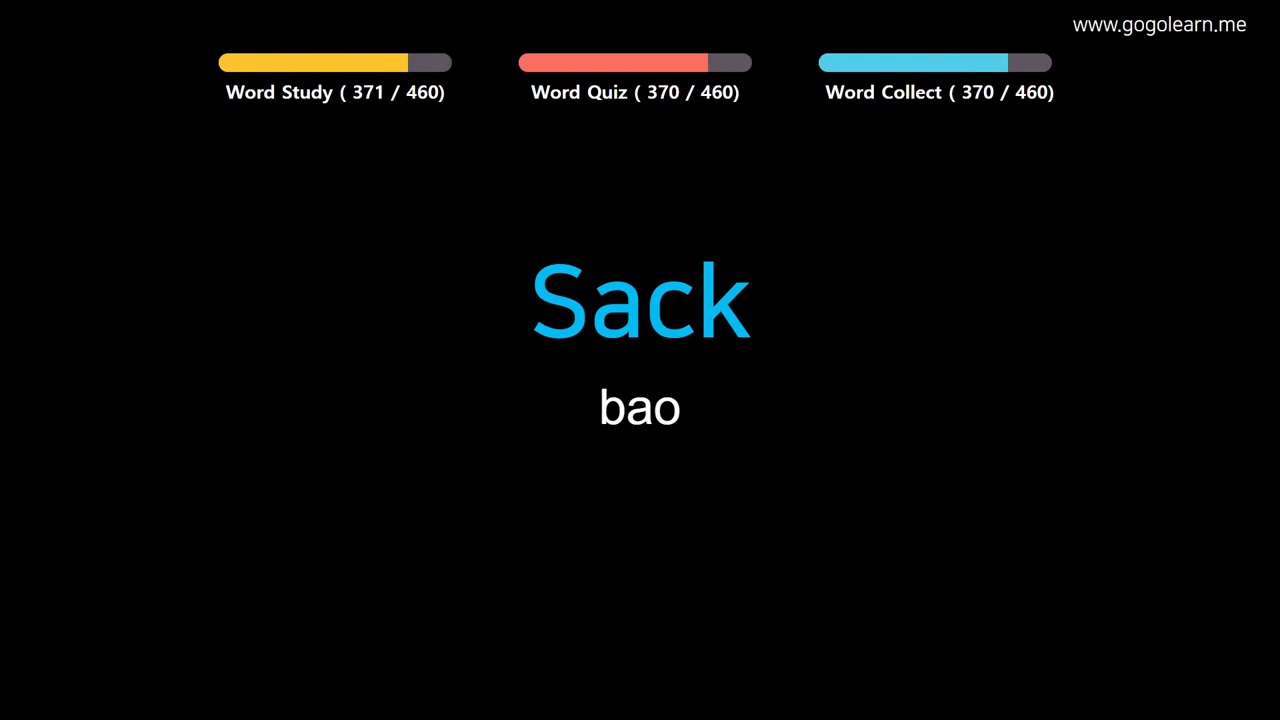 www.gogolearn.me
Word Study ( 371 / 460)
Word Quiz ( 370 / 460)
Word Collect ( 370 / 460)
Sack
bao